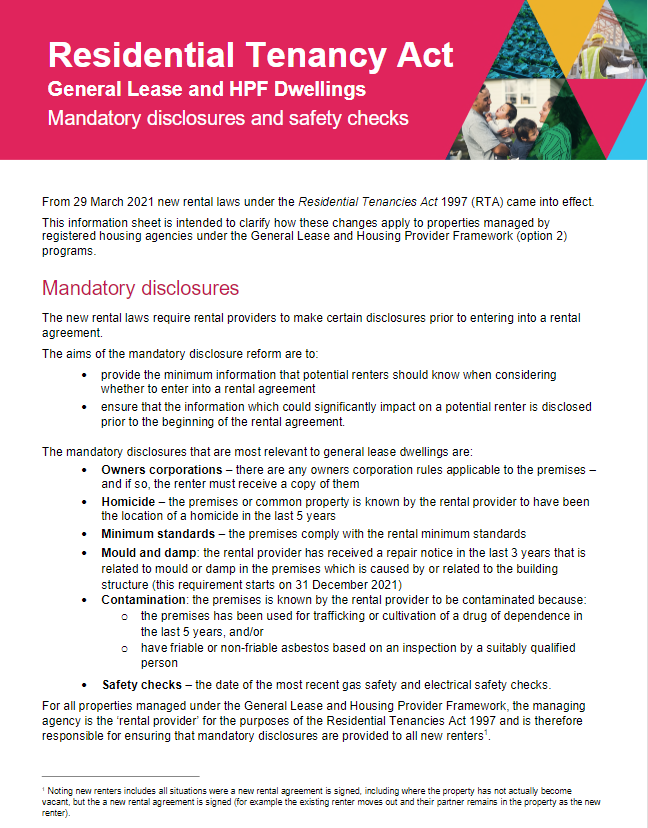 Residential Tenancy Act
General Lease and HPF Dwellings
Mandatory disclosures and safety checks
From 29 March 2021 new rental laws under the Residential Tenancies Act 1997 (RTA) came into effect.
This information sheet is intended to clarify how these changes apply to properties managed by
registered housing agencies under the General Lease and Housing Provider Framework (option 2)
programs.
Mandatory disclosures
The new rental laws require rental providers to make certain disclosures prior to entering into a rental
agreement.
The aims of the mandatory disclosure reform are to:
• provide the minimum information that potential renters should know when considering
whether to enter into a rental agreement
• ensure that the information which could significantly impact on a potential renter is disclosed
prior to the beginning of the rental agreement.
The mandatory disclosures that are most relevant to general lease dwellings are:
• Owners corporations – there are any owners corporation rules applicable to the premises –
and if so, the renter must receive a copy of them
• Homicide – the premises or common property is known by the rental provider to have been
the location of a homicide in the last 5 years
• Minimum standards – the premises comply with the rental minimum standards
• Mould and damp: the rental provider has received a repair notice in the last 3 years that is
related to mould or damp in the premises which is caused by or related to the building
structure (this requirement starts on 31 December 2021)
• Contamination: the premises is known by the rental provider to be contaminated because:
o the premises has been used for trafficking or cultivation of a drug of dependence in
the last 5 years, and/or
o have friable or non-friable asbestos based on an inspection by a suitably qualified
person
• Safety checks – the date of the most recent gas safety and electrical safety checks.
For all properties managed under the General Lease and Housing Provider Framework, the managing
agency is the ‘rental provider’ for the purposes of the Residential Tenancies Act 1997 and is therefore
responsible for ensuring that mandatory disclosures are provided to all new renters¹.
¹ Noting new renters includes all situations were a new rental agreement is signed, including where the property has not actually become
vacant, but the a new rental agreement is signed (for example the existing renter moves out and their partner remains in the property as the new
renter).